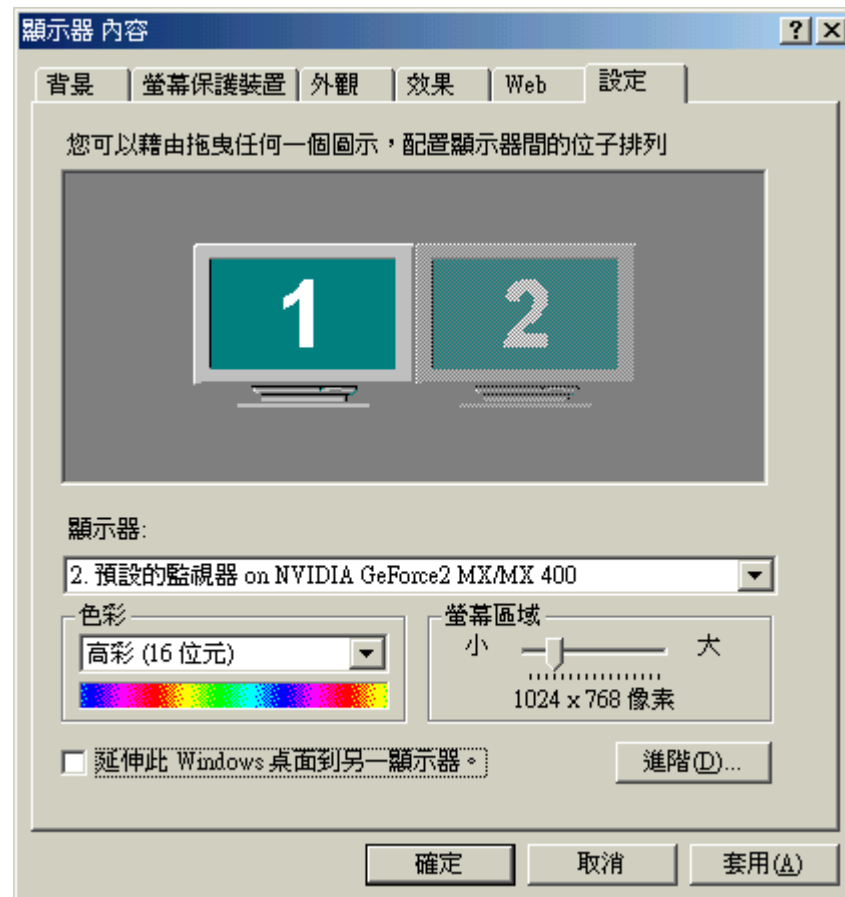 顯示器 內容
背景 螢幕保護裝置 外觀 效果 Web 設定
您可以藉由拖曳任何一個圖示，配置顯示器間的位子排列
1 2
顯示器:
2. 預設的監視器 on NVIDIA GeForce2 MX/MX 400
色彩 螢幕區域
高彩 (16 位元) 小 大
1024 x 768 像素
延伸此 Windows 桌面到另一顯示器。 進階(D)...
確定 取消 套用(A)